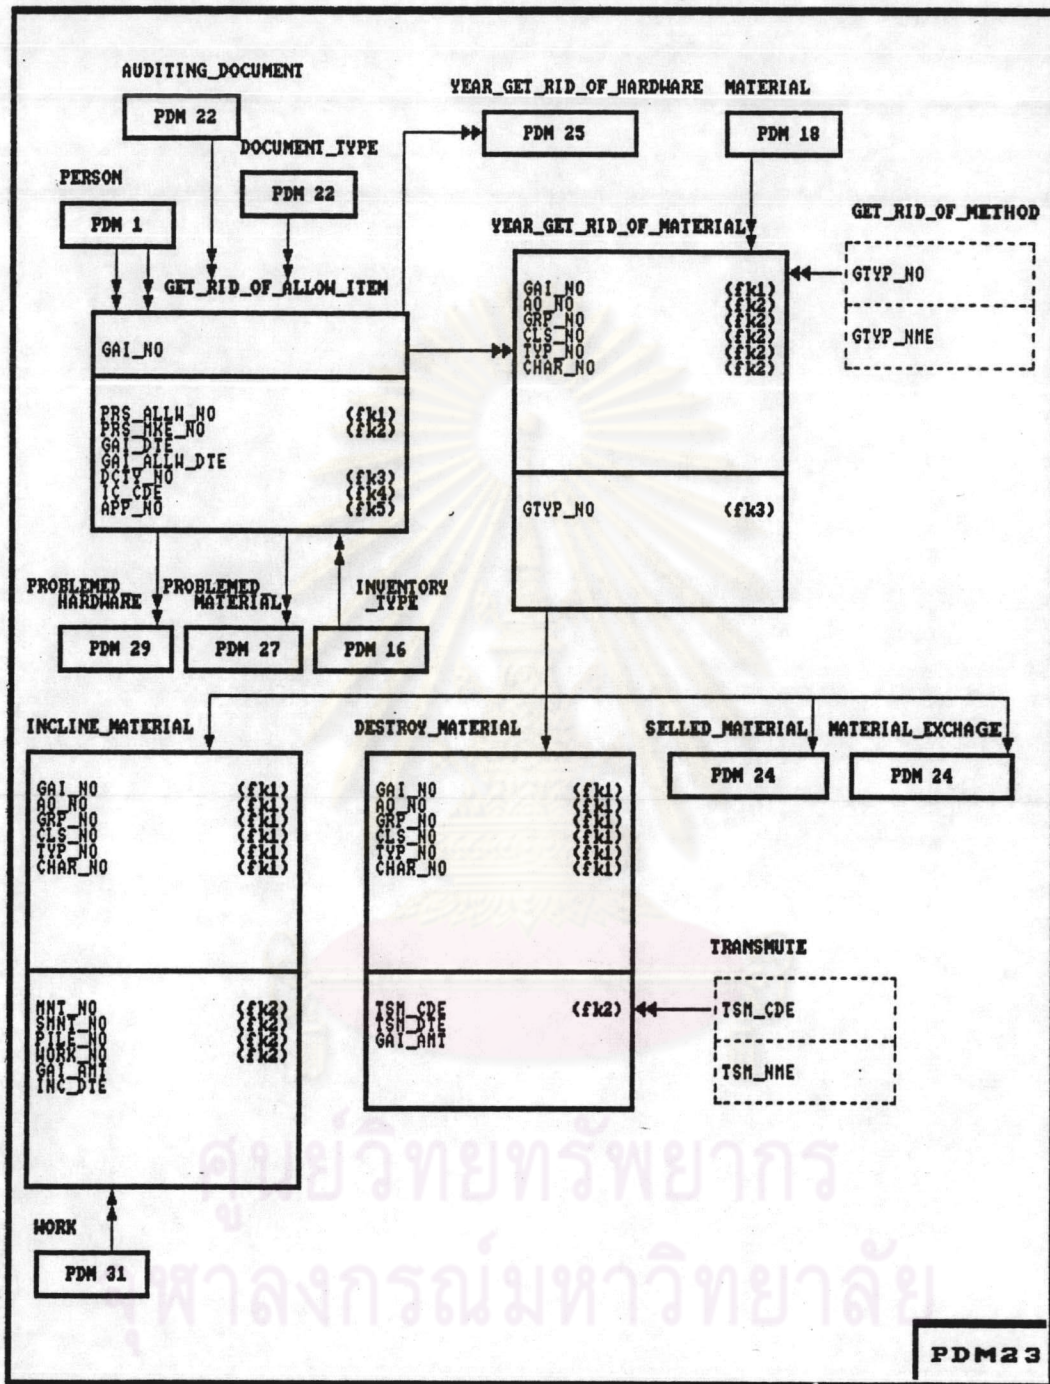 AUDITING_DOCUMENT
PDM 22
YEAR_GET_RID_OF_HARDWARE
PDM 25
MATERIAL
PDM 18
DOCUMENT_TYPE
PDM 22
PERSON
PDM 1
GET_RID_OF_ALLOW_ITEM
GAI_NO
PRS_ALLW_NO (fk1)
PRS_MKE_NO (fk2)
GAI_DTE
GAI_ALLW_DTE
DCTY_NO (fk3)
IC_CDE (fk4)
APP_NO (fk5)
YEAR_GET_RID_OF_MATERIAL
GAI_NO (fk1)
AO_NO (fk2)
GRP_NO (fk2)
CLS_NO (fk2)
TYP_NO (fk2)
CHAR_NO (fk2)
GTYP_NO (fk3)
GET_RID_OF_METHOD
GTYP_NO
GTYP_NME
PROBLEMED
HARDWARE
PDM 29
PROBLEMED
MATERIAL
PDM 27
INVENTORY
_TYPE
PDM 16
INCLINE_MATERIAL
GAI_NO (fk1)
AO_NO (fk1)
GRP_NO (fk1)
CLS_NO (fk1)
TYP_NO (fk1)
CHAR_NO (fk1)
MNT_NO (fk2)
SMNT_NO (fk2)
PILE_NO (fk2)
WORK_NO (fk2)
GAI_AMT
INC_DTE
DESTROY_MATERIAL
GAI_NO (fk1)
AO_NO (fk1)
GRP_NO (fk1)
CLS_NO (fk1)
TYP_NO (fk1)
CHAR_NO (fk1)
TSM_CDE (fk2)
TSM_DTE
GAI_AMT
SELLED_MATERIAL
PDM 24
MATERIAL_EXCHAGE
PDM 24
TRANSMUTE
TSM_CDE
TSM_NME
WORK
PDM 31
ศูนย์วิทยทรัพยากร
จุฬาลงกรณ์มหาวิทยาลัย
PDM23